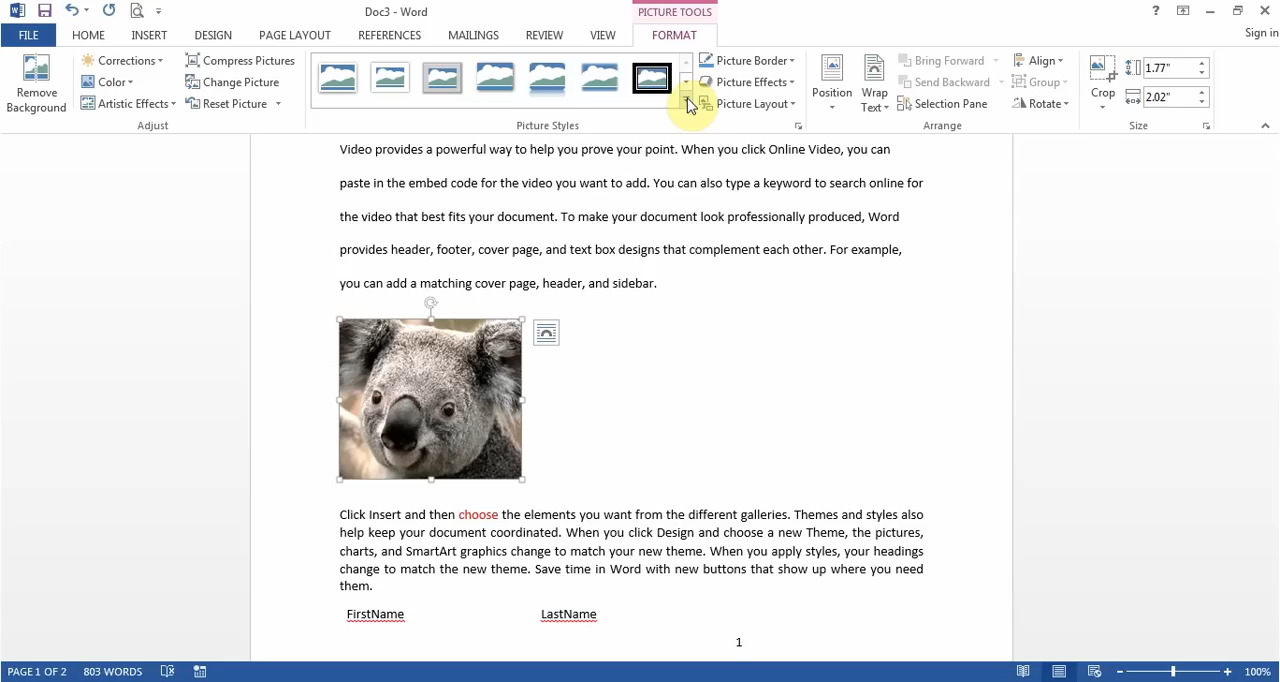 Doc3 - Word
PICTURE TOOLS
?
FILE HOME INSERT DESIGN PAGE LAYOUT REFERENCES MAILINGS REVIEW VIEW FORMAT Sign in
Remove Background
Corrections
Color
Artistic Effects
Compress Pictures
Change Picture
Reset Picture
Adjust
Picture Styles
Picture Border
Picture Effects
Picture Layout
Position
Wrap Text
Bring Forward
Send Backward
Selection Pane
Align
Group
Rotate
Arrange
Crop
1.77"
2.02"
Size
Video provides a powerful way to help you prove your point. When you click Online Video, you can
paste in the embed code for the video you want to add. You can also type a keyword to search online for
the video that best fits your document. To make your document look professionally produced, Word
provides header, footer, cover page, and text box designs that complement each other. For example,
you can add a matching cover page, header, and sidebar.
Click Insert and then choose the elements you want from the different galleries. Themes and styles also
help keep your document coordinated. When you click Design and choose a new Theme, the pictures,
charts, and SmartArt graphics change to match your new theme. When you apply styles, your headings
change to match the new theme. Save time in Word with new buttons that show up where you need
them.
FirstName LastName
1
PAGE 1 OF 2 803 WORDS 100%